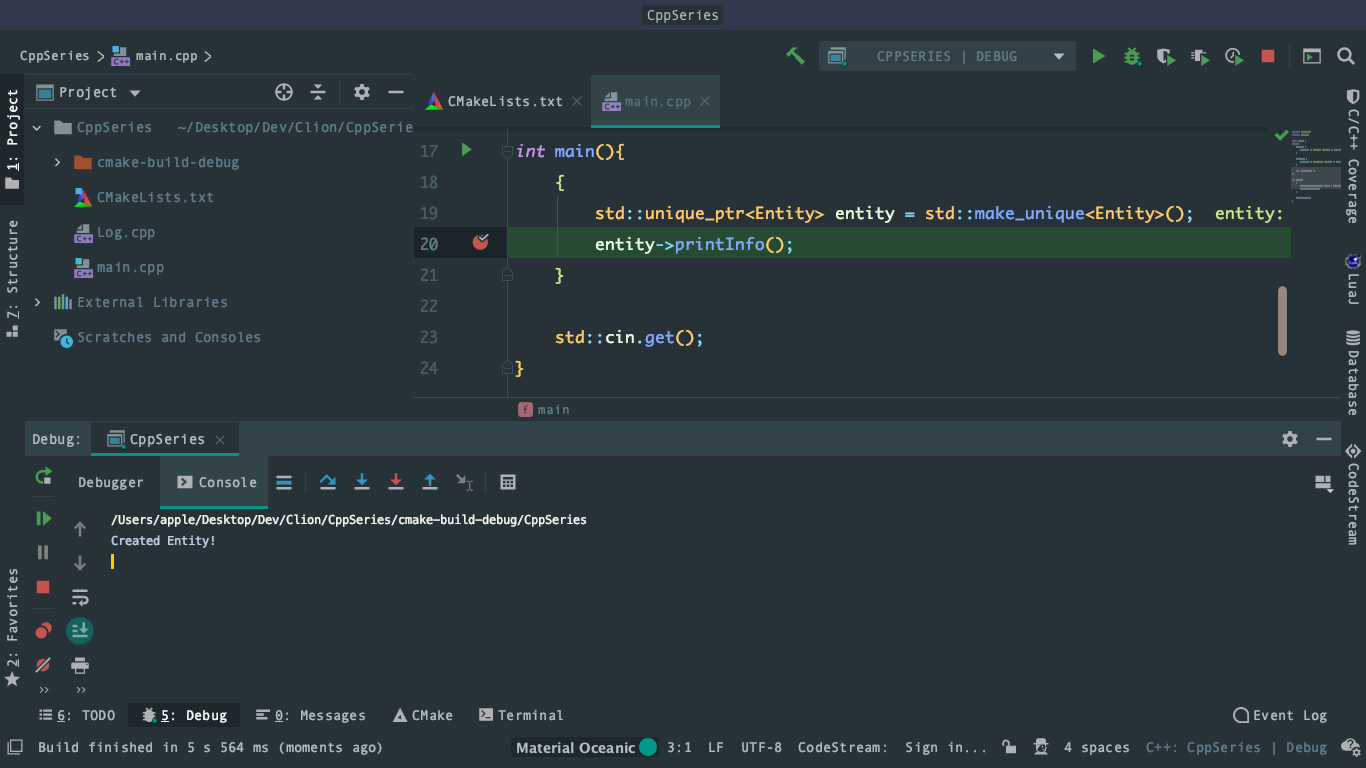 CppSeries
CppSeries > main.cpp >
CPPSERIES | DEBUG
1: Project
Z: Structure
2: Favorites
Project
CppSeries ~/Desktop/Dev/Clion/CppSerie
cmake-build-debug
CMakeLists.txt
Log.cpp
main.cpp
External Libraries
Scratches and Consoles
CMakeLists.txt
main.cpp
17 int main(){
18 {
19 std::unique_ptr<Entity> entity = std::make_unique<Entity>(); entity:
20 entity->printInfo();
21 }
22
23 std::cin.get();
24 }
f main
C/C++ Coverage
LuaJ
Database
CodeStream
Debug: CppSeries
Debugger Console
/Users/apple/Desktop/Dev/Clion/CppSeries/cmake-build-debug/CppSeries
Created Entity!
6: TODO 5: Debug 0: Messages CMake Terminal Event Log
Build finished in 5 s 564 ms (moments ago) Material Oceanic 3:1 LF UTF-8 CodeStream: Sign in... 4 spaces C++: CppSeries | Debug